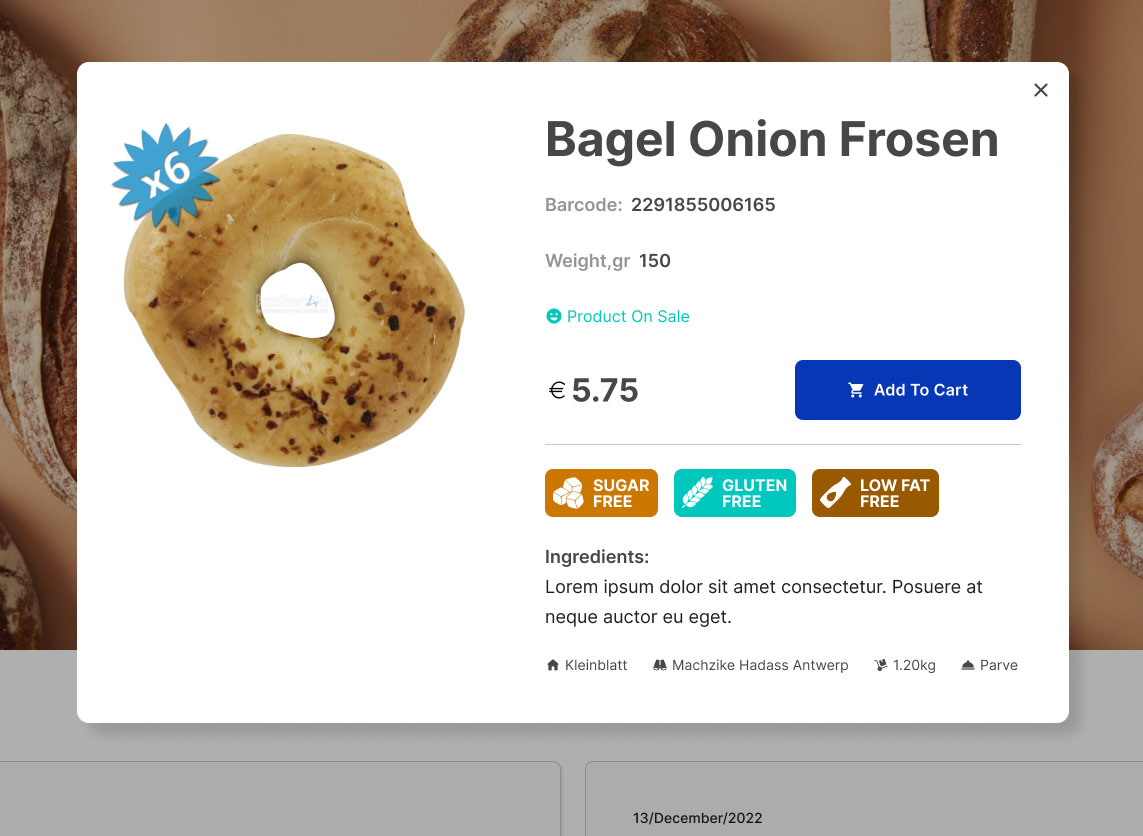 x6
Bagel Onion Frosen
Barcode: 2291855006165
Weight,gr 150
Product On Sale
€ 5.75
Add To Cart
SUGAR
FREE
GLUTEN
FREE
LOW FAT
FREE
Ingredients:
Lorem ipsum dolor sit amet consectetur. Posuere at
neque auctor eu eget.
Kleinblatt
Machzike Hadass Antwerp
1.20kg
Parve
13/December/2022